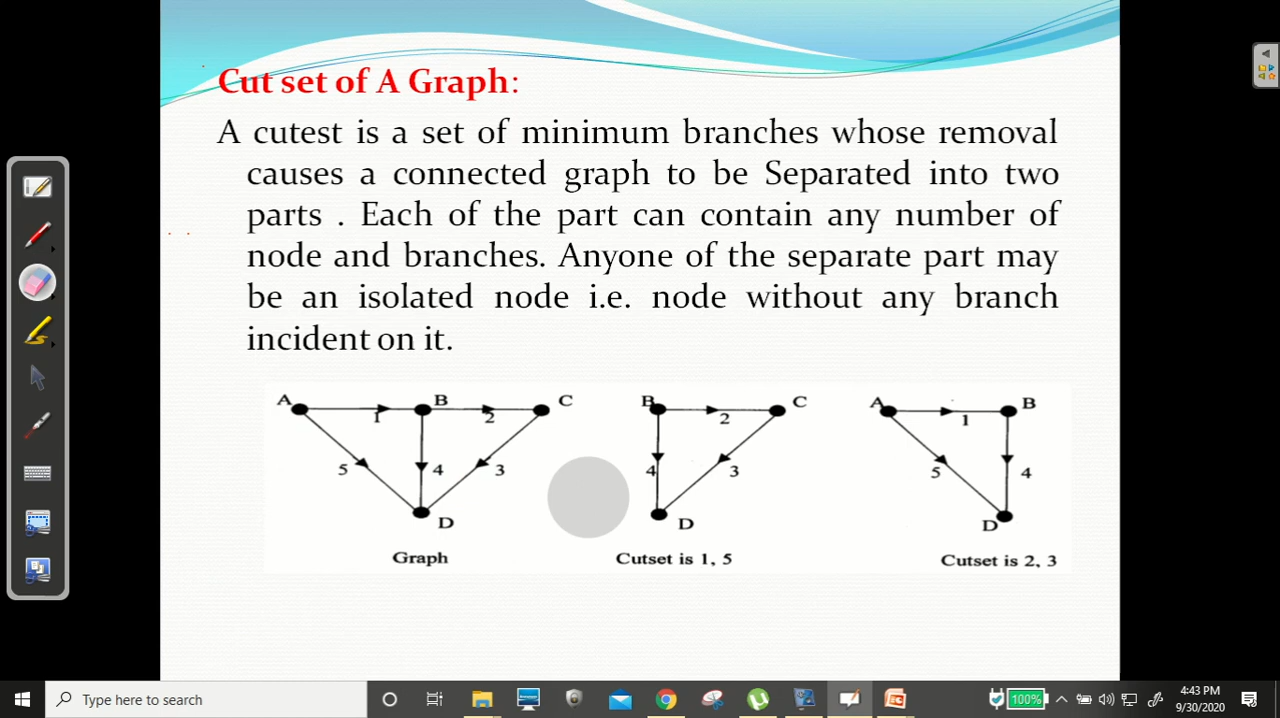 Cut set of A Graph:
A cutest is a set of minimum branches whose removal
causes a connected graph to be Separated into two
parts . Each of the part can contain any number of
node and branches. Anyone of the separate part may
be an isolated node i.e. node without any branch
incident on it.
A B C
1 2
5 4 3
D
Graph
B C
2
4 3
D
Cutset is 1, 5
A B
1
5 4
D
Cutset is 2, 3
Type here to search
100%
4:43 PM
9/30/2020